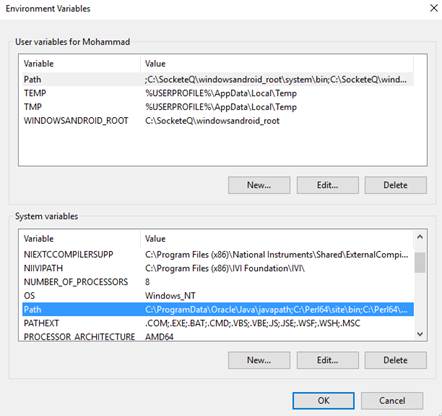 Environment Variables
User variables for Mohammad
Variable Value
Path ;C:\SocketeQ\windowsandroid_root\system\bin;C:\SocketeQ\wind...
TEMP %USERPROFILE%\AppData\Local\Temp
TMP %USERPROFILE%\AppData\Local\Temp
WINDOWSANDROID_ROOT C:\SocketeQ\windowsandroid_root
New... Edit... Delete
System variables
Variable Value
NIEXTCCOMPILERSUPP C:\Program Files (x86)\National Instruments\Shared\ExternalCompi...
NIIVIPATH C:\Program Files (x86)\IVI Foundation\IVI\
NUMBER_OF_PROCESSORS 8
OS Windows_NT
Path C:\ProgramData\Oracle\Java\javapath;C:\Perl64\site\bin;C:\Perl64\...
PATHEXT .COM;.EXE;.BAT;.CMD;.VBS;.VBE;.JS;.JSE;.WSF;.WSH;.MSC
PROCESSOR_ARCHITECTURE AMD64
New... Edit... Delete
OK Cancel